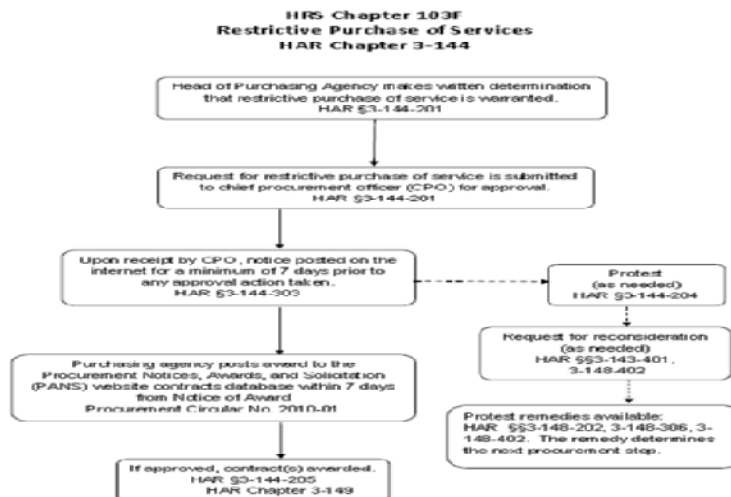 HRS Chapter 103F
Restrictive Purchase of Services
HAR Chapter 3-144
Head of Purchasing Agency makes written determination
that restrictive purchase of service is warranted.
HAR §3-144-201
Request for restrictive purchase of service is submitted
to chief procurement officer (CPO) for approval.
HAR §3-144-201
Upon receipt by CPO, notice posted on the
internet for a minimum of 7 days prior to
any approval action taken.
HAR §3-144-303
Protest
(as needed)
HAR §3-144-204
Request for reconsideration
(as needed)
HAR §§3-143-401,
3-148-402
Purchasing agency posts award to the
Procurement Notices, Awards, and Solicitation
(PANS) website contracts database within 7 days
from Notice of Award
Procurement Circular No. 2010-01
Protest remedies available:
HAR §§3-148-202, 3-148-306, 3-
148-402. The remedy determines
the next procurement step.
If approved, contract(s) awarded.
HAR §3-144-205
HAR Chapter 3-149